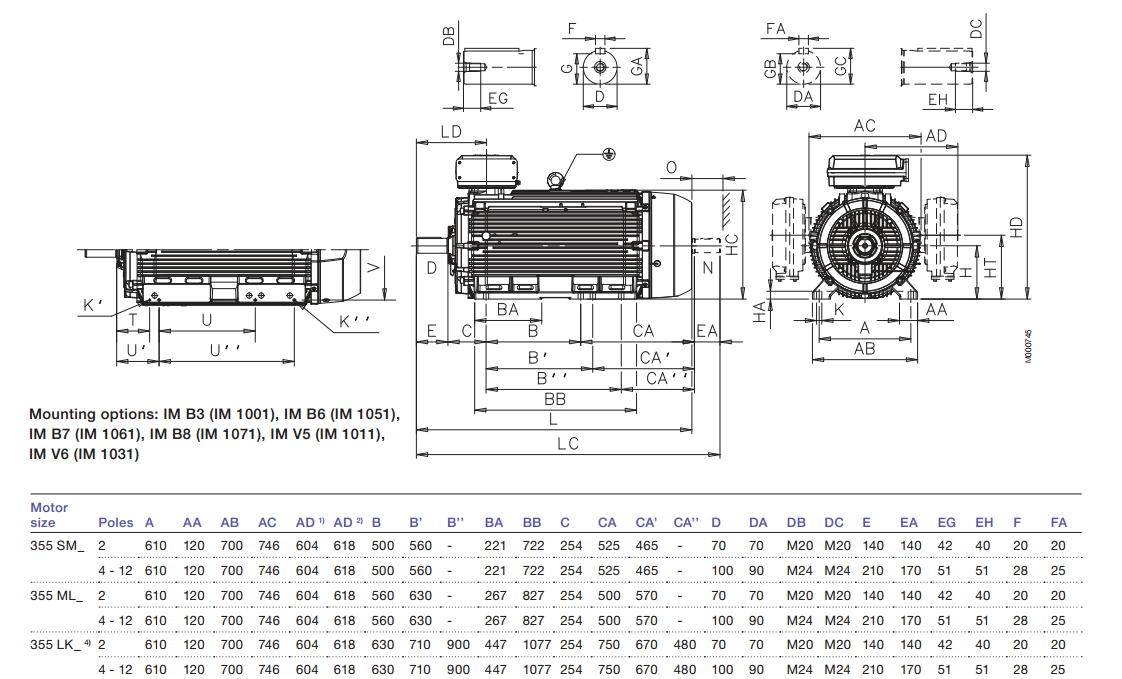 DB
EG
F
G
GA
D
FA
GB
GC
DA
DC
EH
LD
O
AC
AD
D
N
HC
HD
H
HT
HA
K
A
AA
AB
V
K'
K''
T
U
U'
U''
BA
E
C
B
CA
EA
B'
CA'
B''
CA''
BB
L
LC
M000745
Mounting options: IM B3 (IM 1001), IM B6 (IM 1051),
IM B7 (IM 1061), IM B8 (IM 1071), IM V5 (IM 1011),
IM V6 (IM 1031)
Motor
size Poles A AA AB AC AD 1) AD 2) B B' B'' BA BB C CA CA' CA'' D DA DB DC E EA EG EH F FA
355 SM_ 2 610 120 700 746 604 618 500 560 - 221 722 254 525 465 - 70 70 M20 M20 140 140 42 40 20 20
4 - 12 610 120 700 746 604 618 500 560 - 221 722 254 525 465 - 100 90 M24 M24 210 170 51 51 28 25
355 ML_ 2 610 120 700 746 604 618 560 630 - 267 827 254 500 570 - 70 70 M20 M20 140 140 42 40 20 20
4 - 12 610 120 700 746 604 618 560 630 - 267 827 254 500 570 - 100 90 M24 M24 210 170 51 51 28 25
355 LK_ 4) 2 610 120 700 746 604 618 630 710 900 447 1077 254 750 670 480 70 70 M20 M20 140 140 42 40 20 20
4 - 12 610 120 700 746 604 618 630 710 900 447 1077 254 750 670 480 100 90 M24 M24 210 170 51 51 28 25